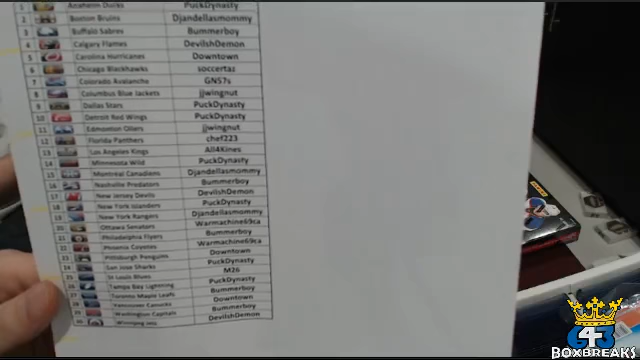 1 Anaheim Ducks PuckDynasty
2 Boston Bruins Djandellasmommy
3 Buffalo Sabres Bummerboy
4 Calgary Flames DevilshDemon
5 Carolina Hurricanes Downtown
6 Chicago Blackhawks soccertaz
7 Colorado Avalanche GNS7s
8 Columbus Blue Jackets jjwingnut
9 Dallas Stars PuckDynasty
10 Detroit Red Wings PuckDynasty
11 Edmonton Oilers jjwingnut
12 Florida Panthers chef223
13 Los Angeles Kings All4Kines
14 Minnesota Wild PuckDynasty
15 Montreal Canadiens Djandellasmommy
16 Nashville Predators Bummerboy
17 New Jersey Devils DevilshDemon
18 New York Islanders PuckDynasty
19 New York Rangers Djandellasmommy
20 Ottawa Senators Warmachine69ca
21 Philadelphia Flyers Bummerboy
22 Phoenix Coyotes Warmachine69ca
23 Pittsburgh Penguins Downtown
24 San Jose Sharks PuckDynasty
25 St Louis Blues M26
26 Tampa Bay Lightning PuckDynasty
27 Toronto Maple Leafs Bummerboy
28 Vancouver Canucks Downtown
29 Washington Capitals Bummerboy
30 Winnipeg Jets DevilshDemon
643
BOXBREAKS